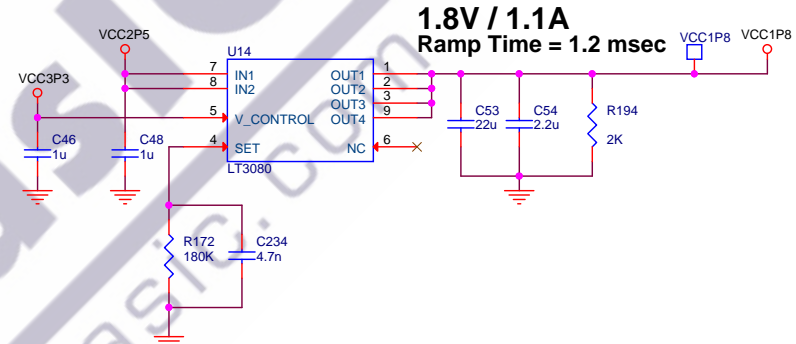 1.8V / 1.1A
Ramp Time = 1.2 msec
VCC2P5
VCC1P8
VCC1P8
VCC3P3
U14
7 IN1
8 IN2
5 V_CONTROL
4 SET
OUT1 1
OUT2 2
OUT3 3
OUT4 9
NC 6
LT3080
C46
1u
C48
1u
C53
22u
C54
2.2u
R194
2K
R172
180K
C234
4.7n
asic.com